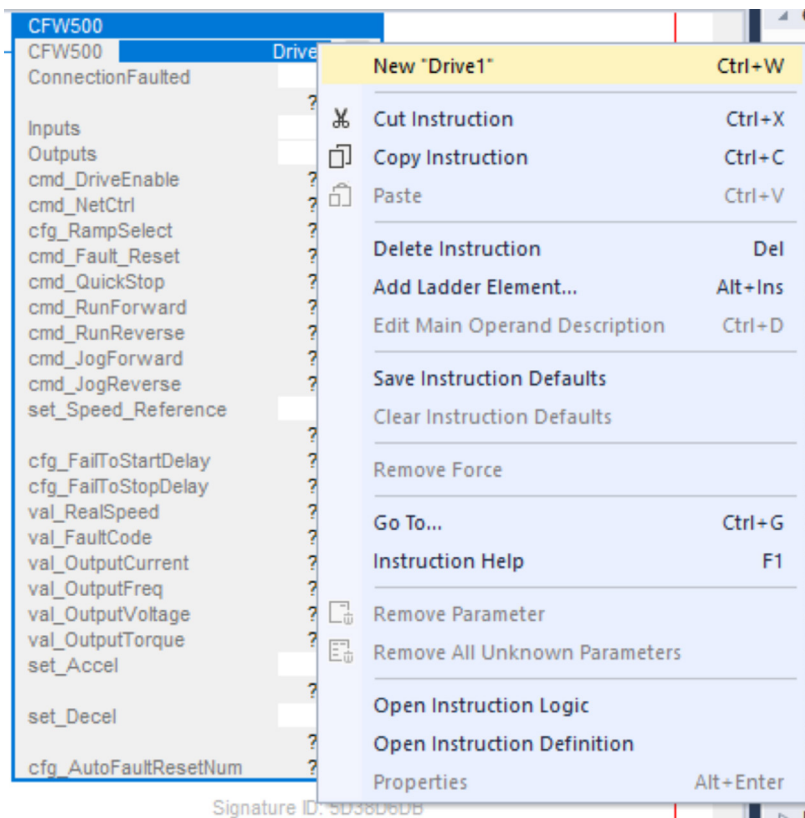 CFW500
CFW500 Drive
ConnectionFaulted
?
Inputs
Outputs
cmd_DriveEnable ?
cmd_NetCtrl ?
cfg_RampSelect ?
cmd_Fault_Reset ?
cmd_QuickStop ?
cmd_RunForward ?
cmd_RunReverse ?
cmd_JogForward ?
cmd_JogReverse ?
set_Speed_Reference
?
cfg_FailToStartDelay ?
cfg_FailToStopDelay ?
val_RealSpeed ?
val_FaultCode ?
val_OutputCurrent ?
val_OutputFreq ?
val_OutputVoltage ?
val_OutputTorque ?
set_Accel
?
set_Decel
?
cfg_AutoFaultResetNum ?
Signature ID: 5D38D6DB
New "Drive1" Ctrl+W
Cut Instruction Ctrl+X
Copy Instruction Ctrl+C
Paste Ctrl+V
Delete Instruction Del
Add Ladder Element... Alt+Ins
Edit Main Operand Description Ctrl+D
Save Instruction Defaults
Clear Instruction Defaults
Remove Force
Go To... Ctrl+G
Instruction Help F1
Remove Parameter
Remove All Unknown Parameters
Open Instruction Logic
Open Instruction Definition
Properties Alt+Enter